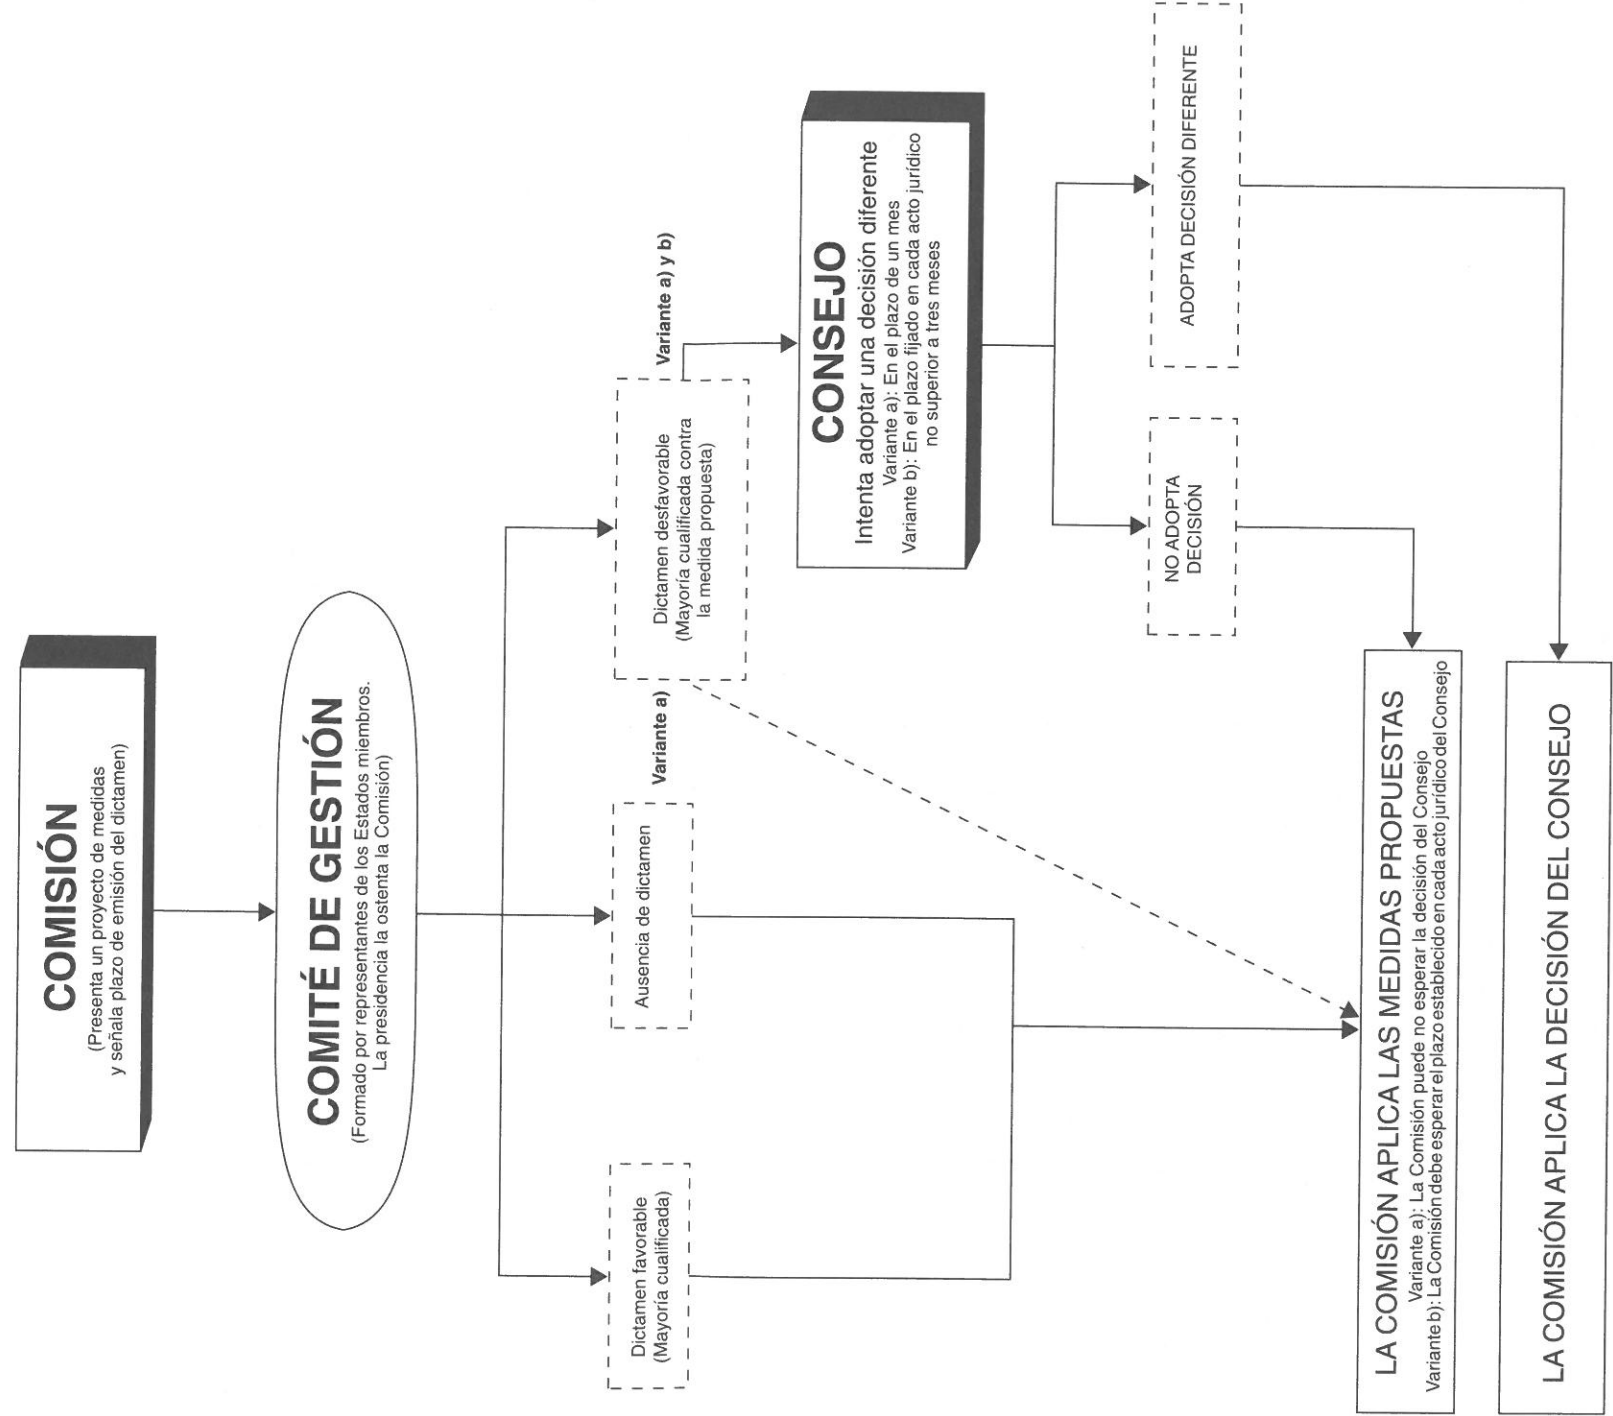 COMISIÓN
(Presenta un proyecto de medidas
y señala plazo de emisión del dictamen)
COMITÉ DE GESTIÓN
(Formado por representantes de los Estados miembros.
La presidencia la ostenta la Comisión)
Dictamen favorable
(Mayoría cualificada)
Ausencia de dictamen
Variante a)
Dictamen desfavorable
(Mayoría cualificada contra
la medida propuesta)
Variante a) y b)
CONSEJO
Intenta adoptar una decisión diferente
Variante a): En el plazo de un mes
Variante b): En el plazo fijado en cada acto jurídico
no superior a tres meses
NO ADOPTA
DECISIÓN
ADOPTA DECISIÓN DIFERENTE
LA COMISIÓN APLICA LAS MEDIDAS PROPUESTAS
Variante a): La Comisión puede no esperar la decisión del Consejo
Variante b): La Comisión debe esperar el plazo establecido en cada acto jurídico del Consejo
LA COMISIÓN APLICA LA DECISIÓN DEL CONSEJO